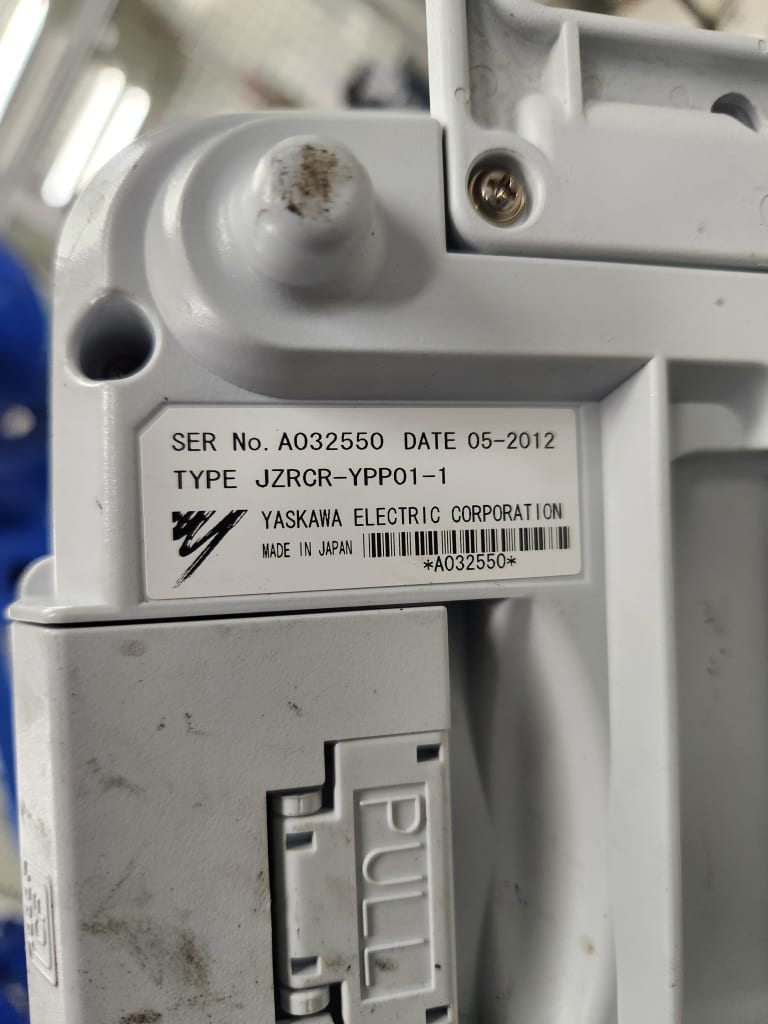 SER No. A032550 DATE 05-2012
TYPE JZRCR-YPP01-1
YASKAWA ELECTRIC CORPORATION
MADE IN JAPAN
*A032550*
PULL